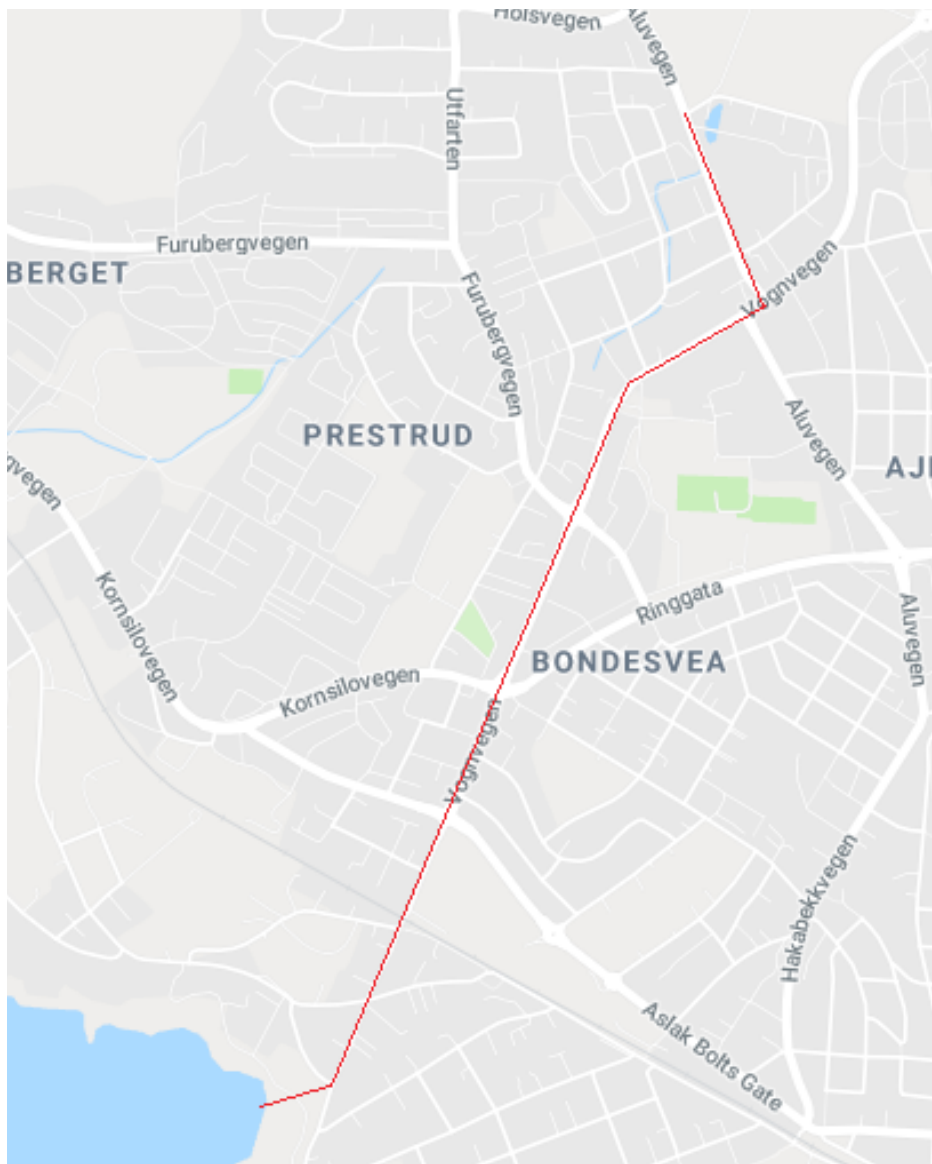 Holsvegen
Aluvegen
Utfarten
Furubergvegen
Vognvegen
BERGET
Furubergvegen
Aluvegen
PRESTRUD
AJ
gvegen
Kornsilovegen
Ringgata
Aluvegen
BONDESVEA
Kornsilovegen
Vognvegen
Hakabekkvegen
Aslak Bolts Gate